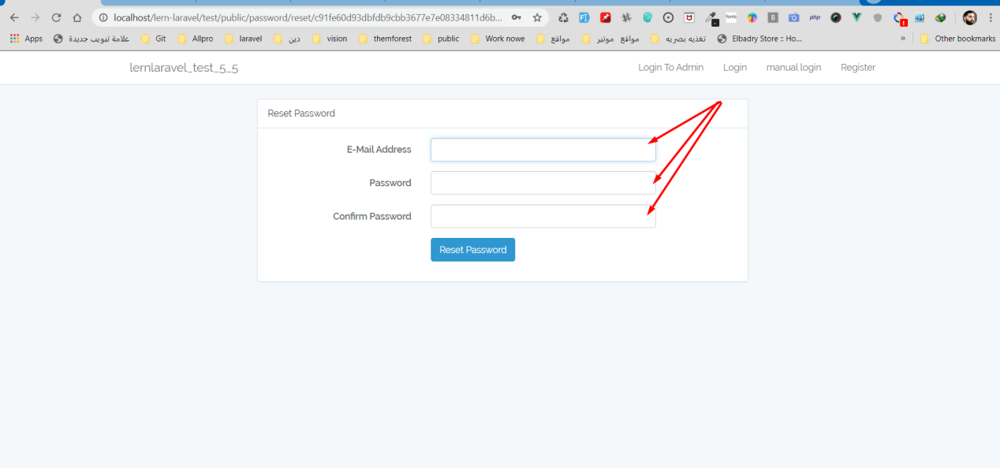 localhost/lern-laravel/test/public/password/reset/c91fe60d93dbfdb9cbb3677e7e08334811d6b...
fonts B php
Apps علامة تبويب جديدة Git Allpro laravel دين vision themforest public Work nowe مواقع مواقع موتير تغذيه بصريه Elbadry Store :: Ho... » Other bookmarks
lernlaravel_test_5_5 Login To Admin Login manual login Register
Reset Password
E-Mail Address
Password
Confirm Password
Reset Password